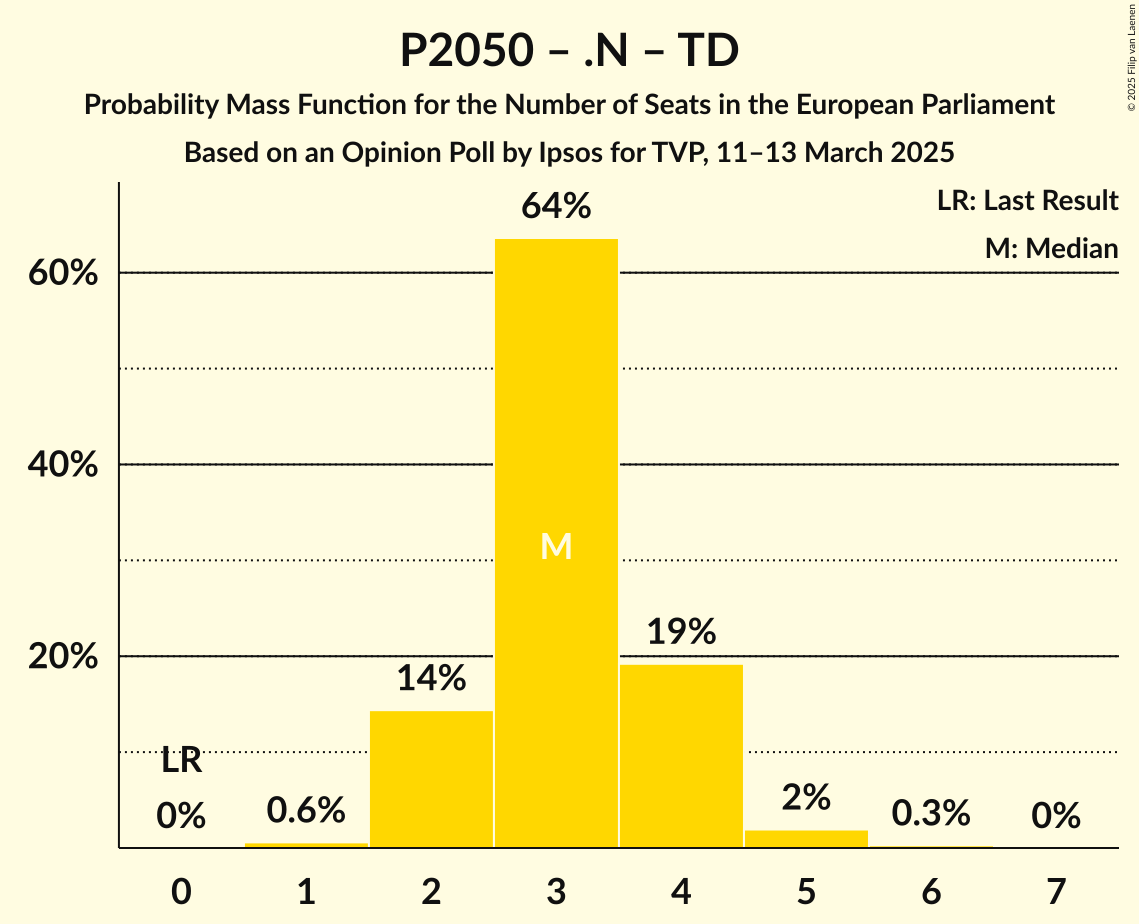 P2050 – .N – TD
Probability Mass Function for the Number of Seats in the European Parliament
Based on an Opinion Poll by Ipsos for TVP, 11–13 March 2025
© 2025 Filip van Laenen
LR: Last Result
M: Median
64%
60%
40%
M
19%
20%
14%
LR
0%
0.6%
2%
0.3%
0%
0 1 2 3 4 5 6 7